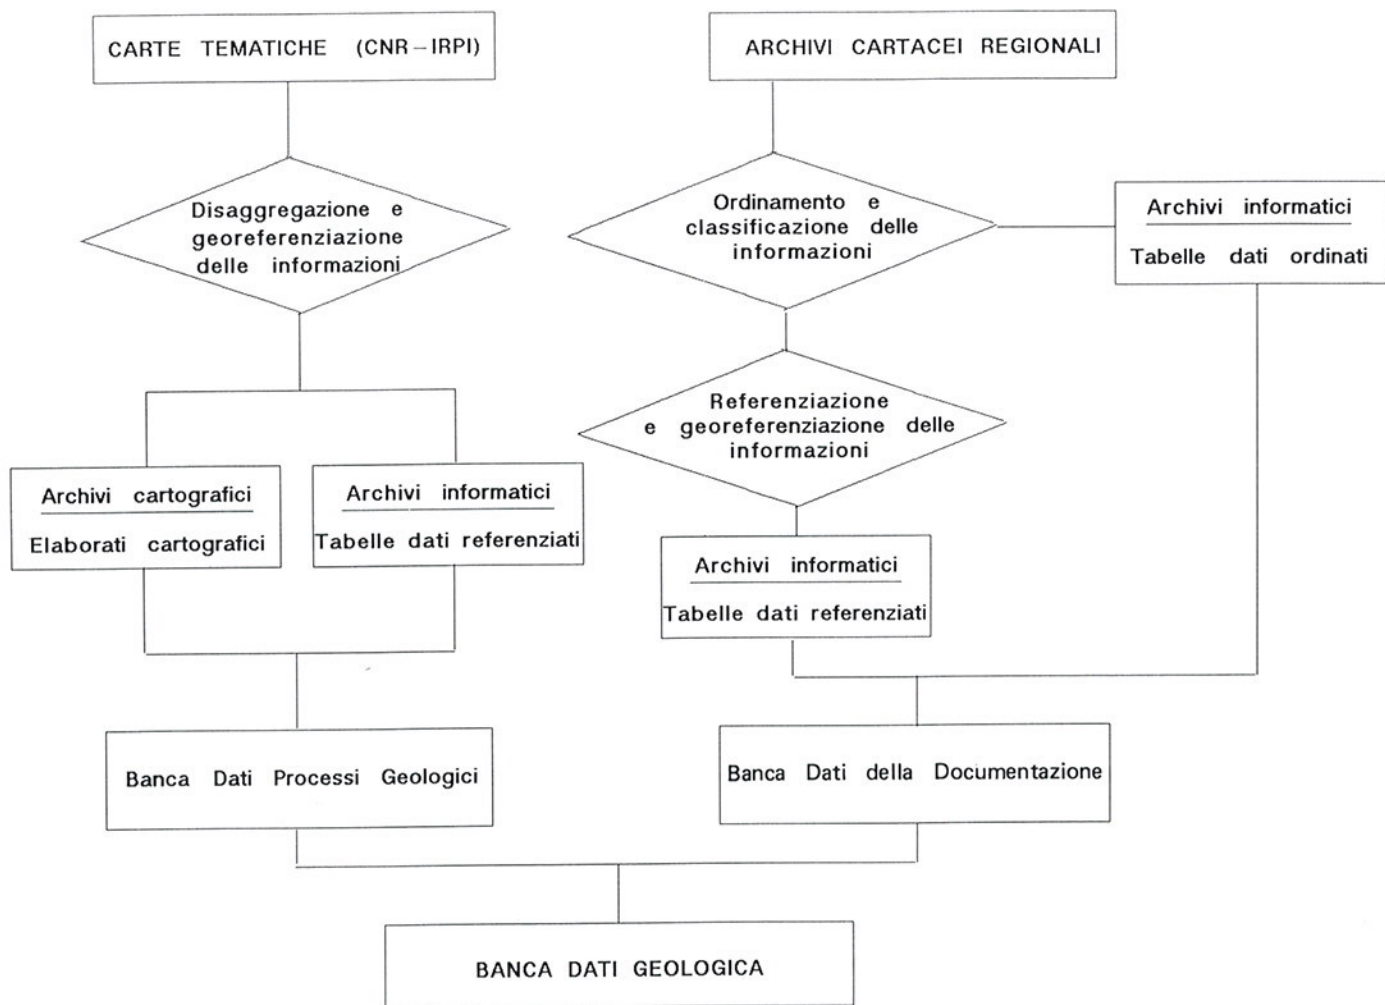 CARTE TEMATICHE (CNR-IRPI)
ARCHIVI CARTACEI REGIONALI
Disaggregazione e
georeferenziazione
delle informazioni
Ordinamento e
classificazione delle
informazioni
Archivi informatici
Tabelle dati ordinati
Referenziazione
e georeferenziazione delle
informazioni
Archivi cartografici
Elaborati cartografici
Archivi informatici
Tabelle dati referenziati
Archivi informatici
Tabelle dati referenziati
Banca Dati Processi Geologici
Banca Dati della Documentazione
BANCA DATI GEOLOGICA